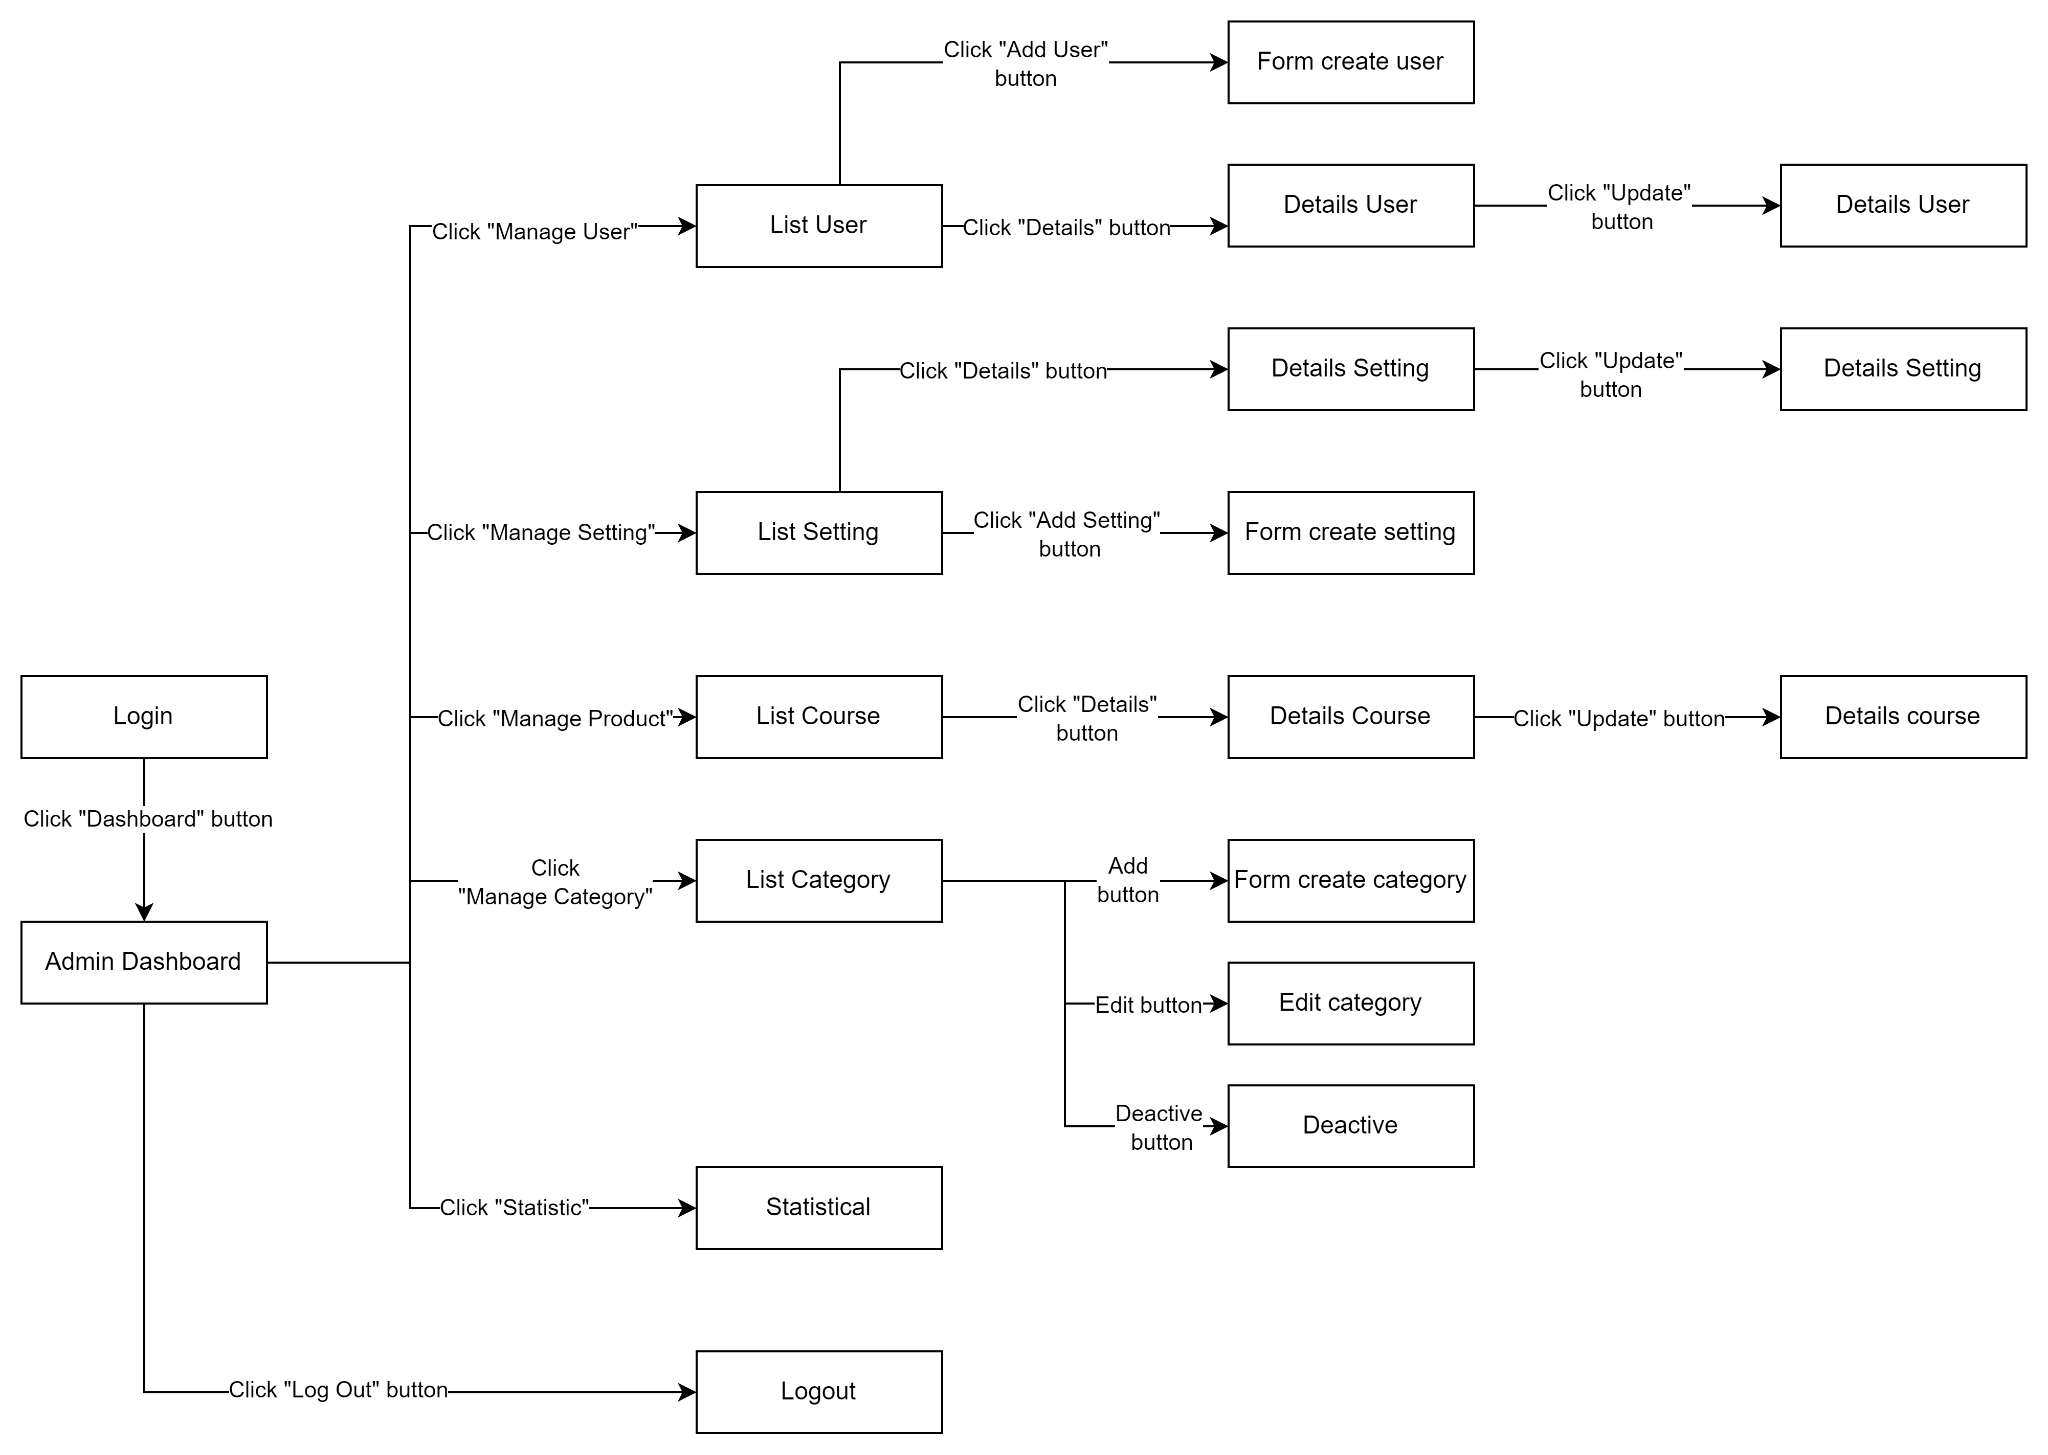 Click "Add User"
button
Form create user
Click "Manage User"
List User
Click "Details" button
Details User
Click "Update"
button
Details User
Click "Details" button
Details Setting
Click "Update"
button
Details Setting
Click "Manage Setting"
List Setting
Click "Add Setting"
button
Form create setting
Login
Click "Manage Product"
List Course
Click "Details"
button
Details Course
Click "Update" button
Details course
Click "Dashboard" button
Click
"Manage Category"
List Category
Add
button
Form create category
Admin Dashboard
Edit button
Edit category
Deactive
button
Deactive
Click "Statistic"
Statistical
Click "Log Out" button
Logout